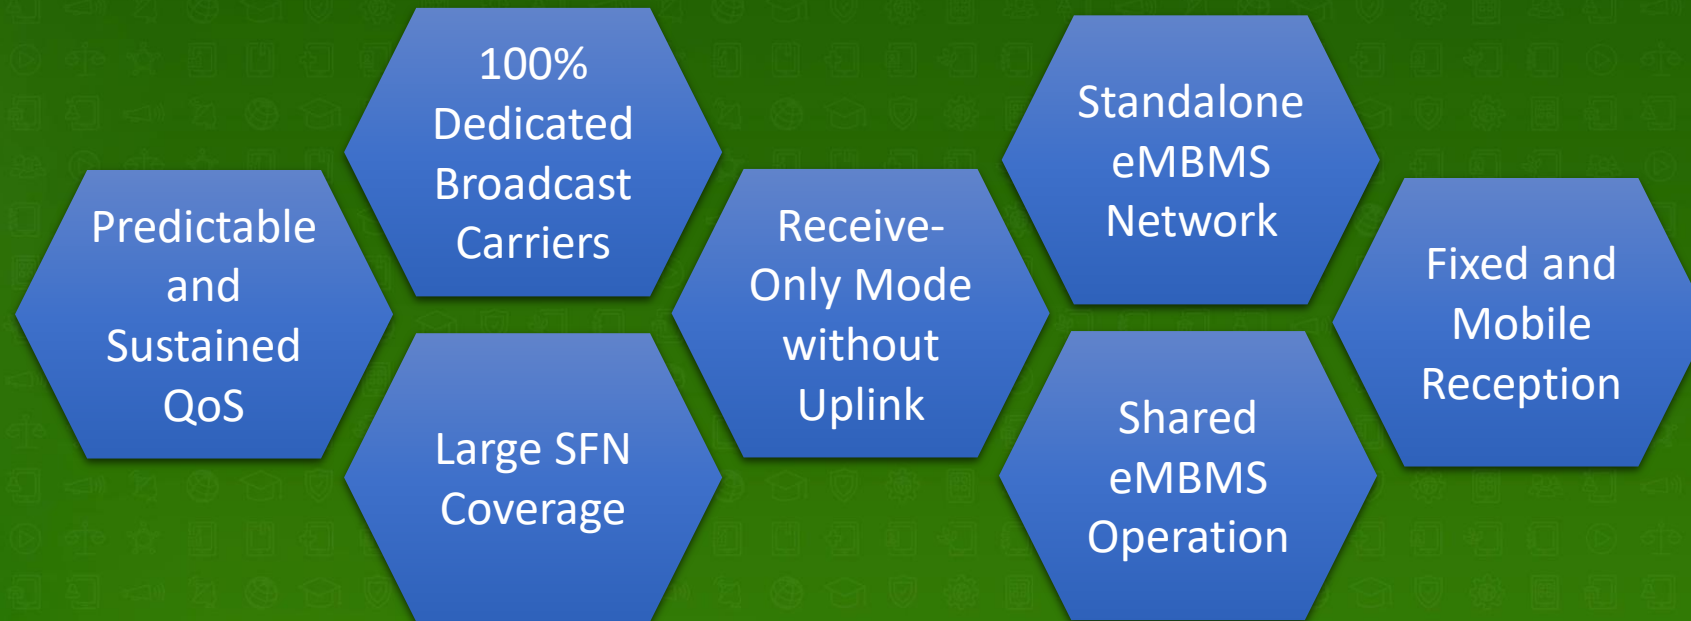 Predictable
and
Sustained
QoS
100%
Dedicated
Broadcast
Carriers
Large SFN
Coverage
Receive-
Only Mode
without
Uplink
Standalone
eMBMS
Network
Shared
eMBMS
Operation
Fixed and
Mobile
Reception